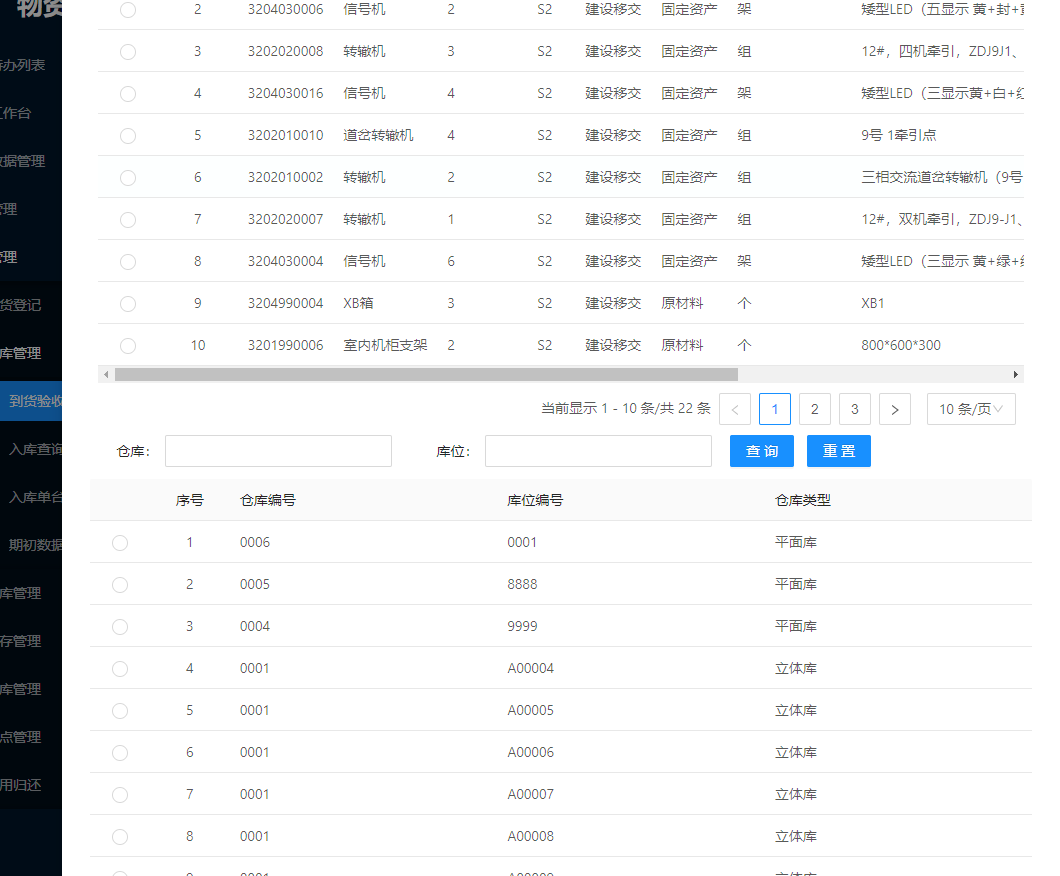 物资
2 3204030006 信号机 2 S2 建设移交 固定资产 架 矮型LED（五显示 黄+封+
待办列表
3 3202020008 转辙机 3 S2 建设移交 固定资产 组 12#，四机牵引，ZDJ9J1、
工作台
4 3204030016 信号机 4 S2 建设移交 固定资产 架 矮型LED（三显示黄+白+红
5 3202010010 道岔转辙机 4 S2 建设移交 固定资产 组 9号 1牵引点
数据管理
6 3202010002 转辙机 2 S2 建设移交 固定资产 组 三相交流道岔转辙机（9号
管理
7 3202020007 转辙机 1 S2 建设移交 固定资产 组 12#，双机牵引，ZDJ9-J1、
管理
8 3204030004 信号机 6 S2 建设移交 固定资产 架 矮型LED（三显示 黄+绿+红
货登记
9 3204990004 XB箱 3 S2 建设移交 原材料 个 XB1
库管理
10 3201990006 室内机柜支架 2 S2 建设移交 原材料 个 800*600*300
到货验收
当前显示 1 - 10 条/共 22 条 < 1 2 3 > 10 条/页
入库查询
仓库： 库位： 查 询 重 置
入库单台
序号 仓库编号 库位编号 仓库类型
期初数据
1 0006 0001 平面库
2 0005 8888 平面库
库管理
3 0004 9999 平面库
存管理
4 0001 A00004 立体库
库管理
5 0001 A00005 立体库
点管理
6 0001 A00006 立体库
用归还
7 0001 A00007 立体库
8 0001 A00008 立体库
9 0001 A00009 立体库